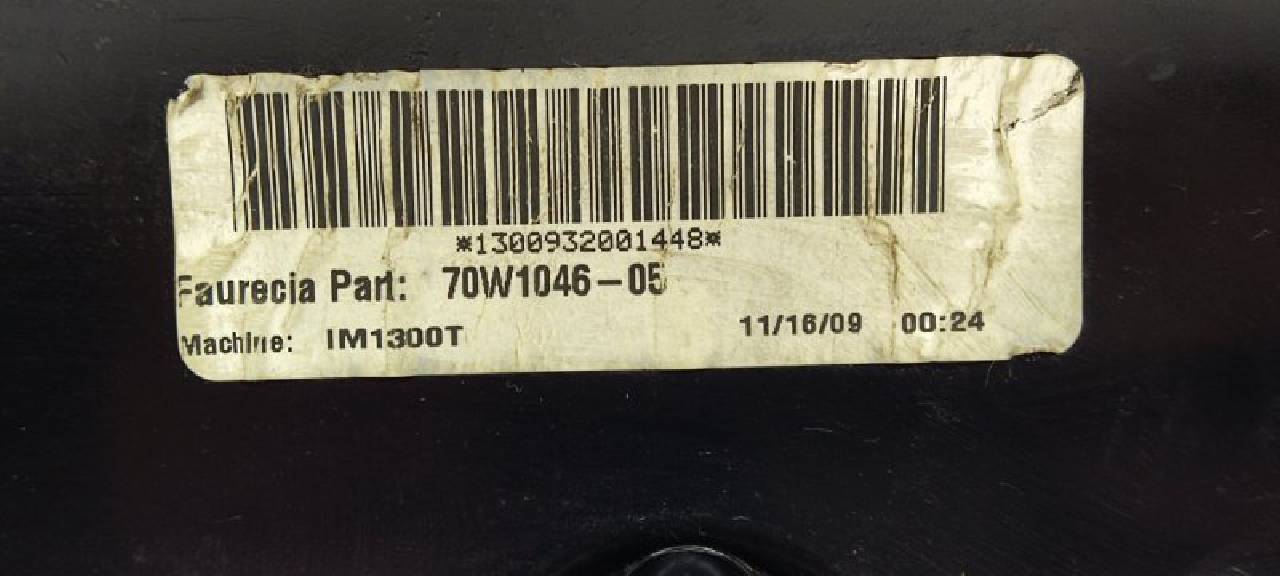 *1300932001448*
Faurecia Part: 70W1046-05
Machine: IM1300T 11/16/09 00:24